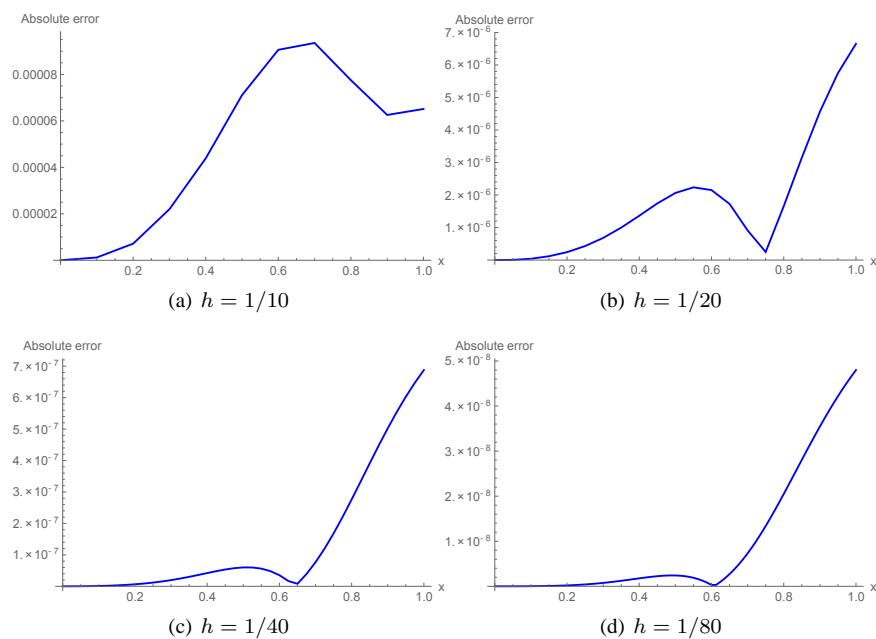 Absolute error
0.00008
0.00006
0.00004
0.00002
0.2 0.4 0.6 0.8 1.0 x
(a) h = 1/10
Absolute error
7. × 10^-6
6. × 10^-6
5. × 10^-6
4. × 10^-6
3. × 10^-6
2. × 10^-6
1. × 10^-6
0.2 0.4 0.6 0.8 1.0 x
(b) h = 1/20
Absolute error
7. × 10^-7
6. × 10^-7
5. × 10^-7
4. × 10^-7
3. × 10^-7
2. × 10^-7
1. × 10^-7
0.2 0.4 0.6 0.8 1.0 x
(c) h = 1/40
Absolute error
5. × 10^-8
4. × 10^-8
3. × 10^-8
2. × 10^-8
1. × 10^-8
0.2 0.4 0.6 0.8 1.0 x
(d) h = 1/80